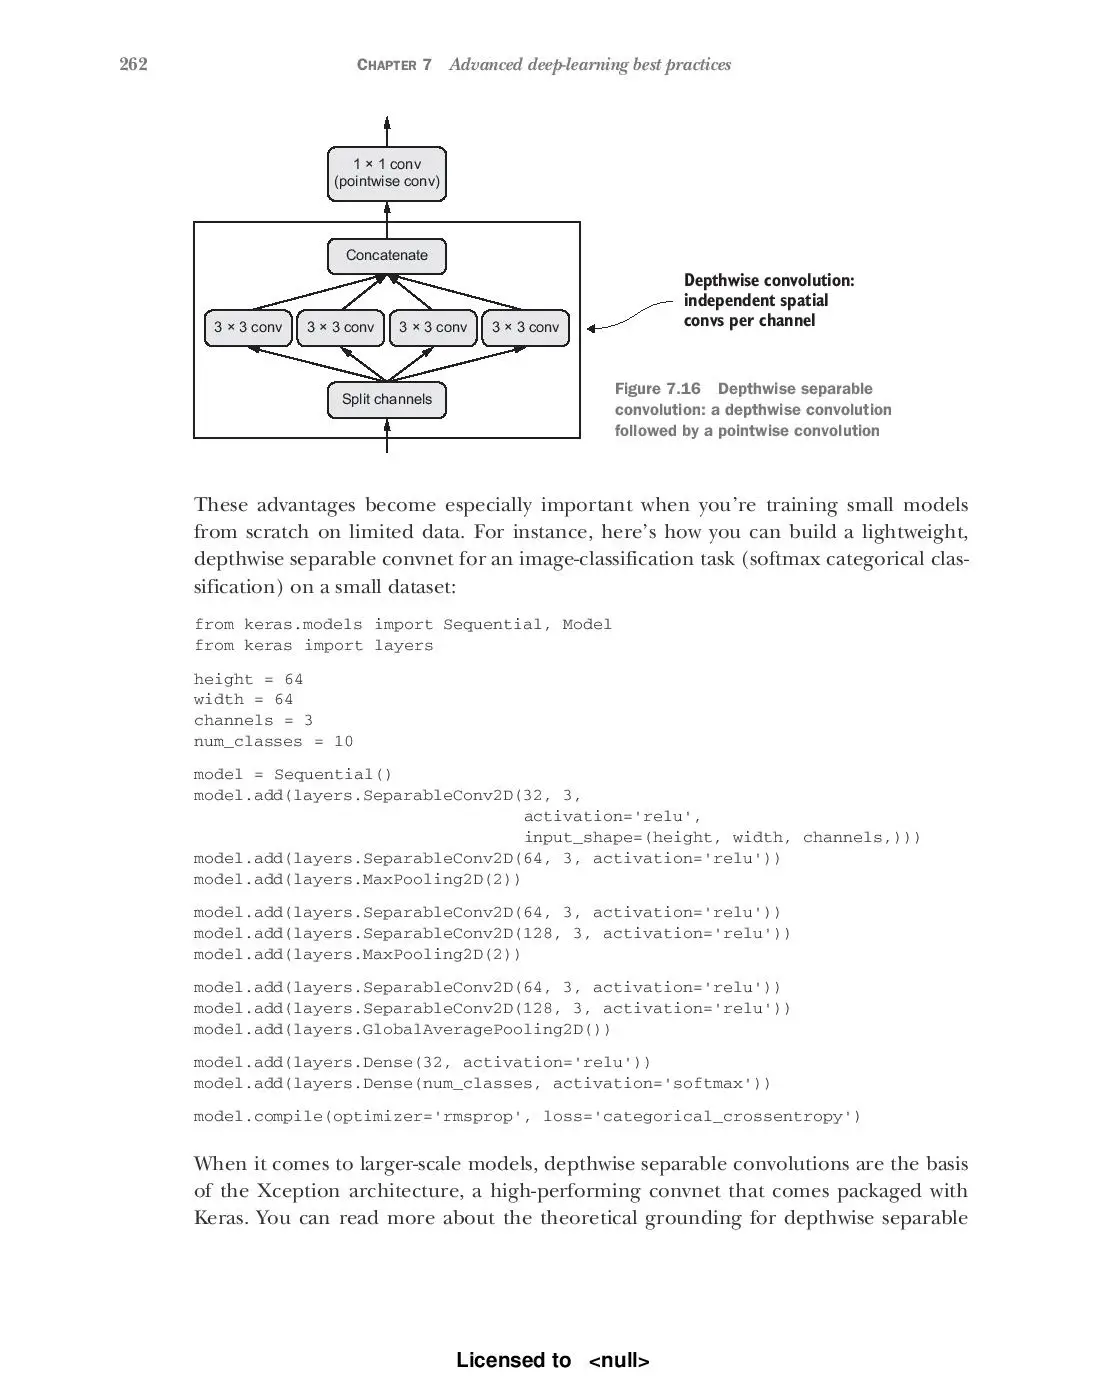 262
CHAPTER 7 Advanced deep-learning best practices
1 × 1 conv
(pointwise conv)
Concatenate
3 × 3 conv
3 × 3 conv
3 × 3 conv
3 × 3 conv
Split channels
Depthwise convolution:
independent spatial
convs per channel
Figure 7.16 Depthwise separable
convolution: a depthwise convolution
followed by a pointwise convolution
These advantages become especially important when you're training small models
from scratch on limited data. For instance, here's how you can build a lightweight,
depthwise separable convnet for an image-classification task (softmax categorical clas-
sification) on a small dataset:
from keras.models import Sequential, Model
from keras import layers
height = 64
width = 64
channels = 3
num_classes = 10
model = Sequential()
model.add(layers.SeparableConv2D(32, 3,
activation='relu',
input_shape=(height, width, channels,)))
model.add(layers.SeparableConv2D(64, 3, activation='relu'))
model.add(layers.MaxPooling2D(2))
model.add(layers.SeparableConv2D(64, 3, activation='relu'))
model.add(layers.SeparableConv2D(128, 3, activation='relu'))
model.add(layers.MaxPooling2D(2))
model.add(layers.SeparableConv2D(64, 3, activation='relu'))
model.add(layers.SeparableConv2D(128, 3, activation='relu'))
model.add(layers.GlobalAveragePooling2D())
model.add(layers.Dense(32, activation='relu'))
model.add(layers.Dense(num_classes, activation='softmax'))
model.compile(optimizer='rmsprop', loss='categorical_crossentropy')
When it comes to larger-scale models, depthwise separable convolutions are the basis
of the Xception architecture, a high-performing convnet that comes packaged with
Keras. You can read more about the theoretical grounding for depthwise separable
Licensed to <null>